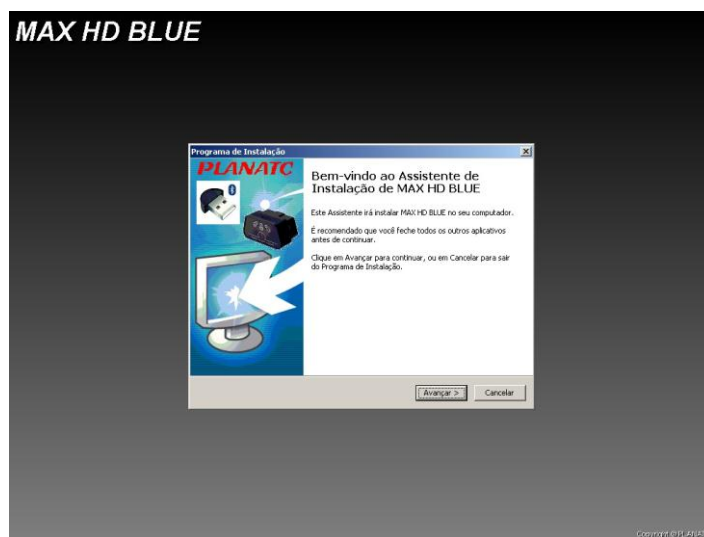 MAX HD BLUE
Programa de Instalação
PLANATC
Bem-vindo ao Assistente de
Instalação de MAX HD BLUE
Este Assistente irá instalar MAX HD BLUE no seu computador.
É recomendado que você feche todos os outros aplicativos
antes de continuar.
Clique em Avançar para continuar, ou em Cancelar para sair
do Programa de Instalação.
Avançar >
Cancelar
Copyright @ PLANAT